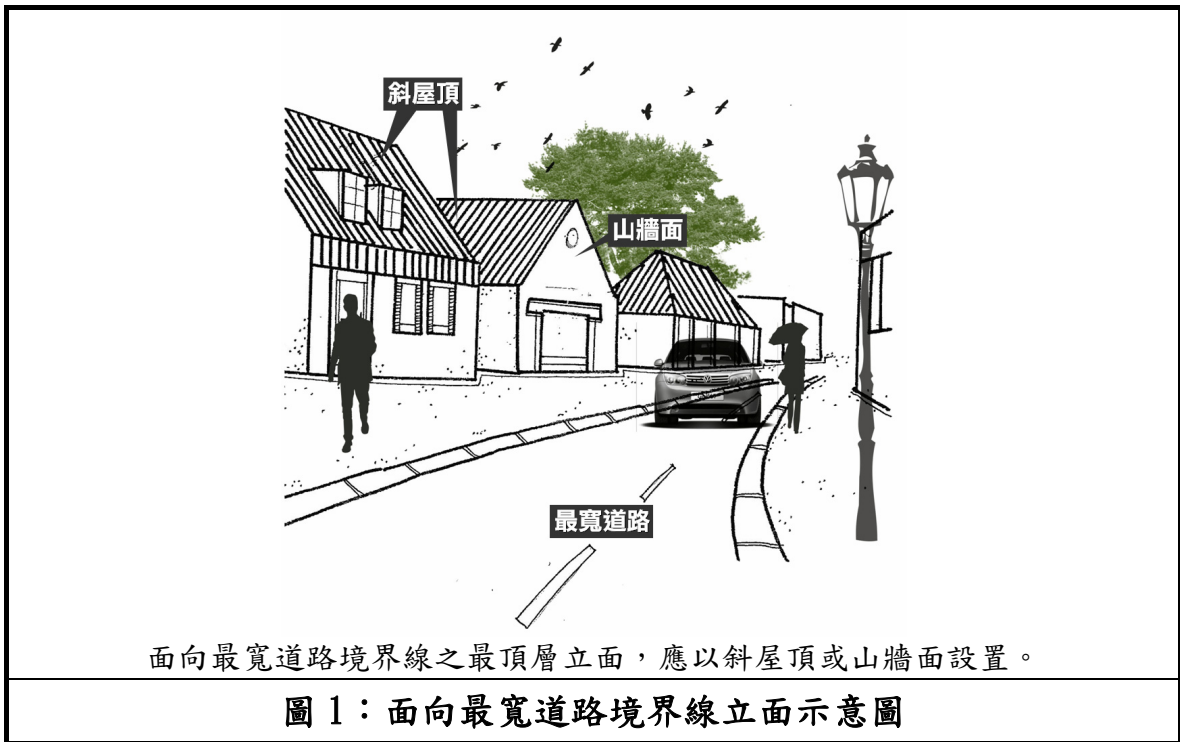 斜屋頂
山牆面
最寬道路
面向最寬道路境界線之最頂層立面，應以斜屋頂或山牆面設置。
圖1：面向最寬道路境界線立面示意圖